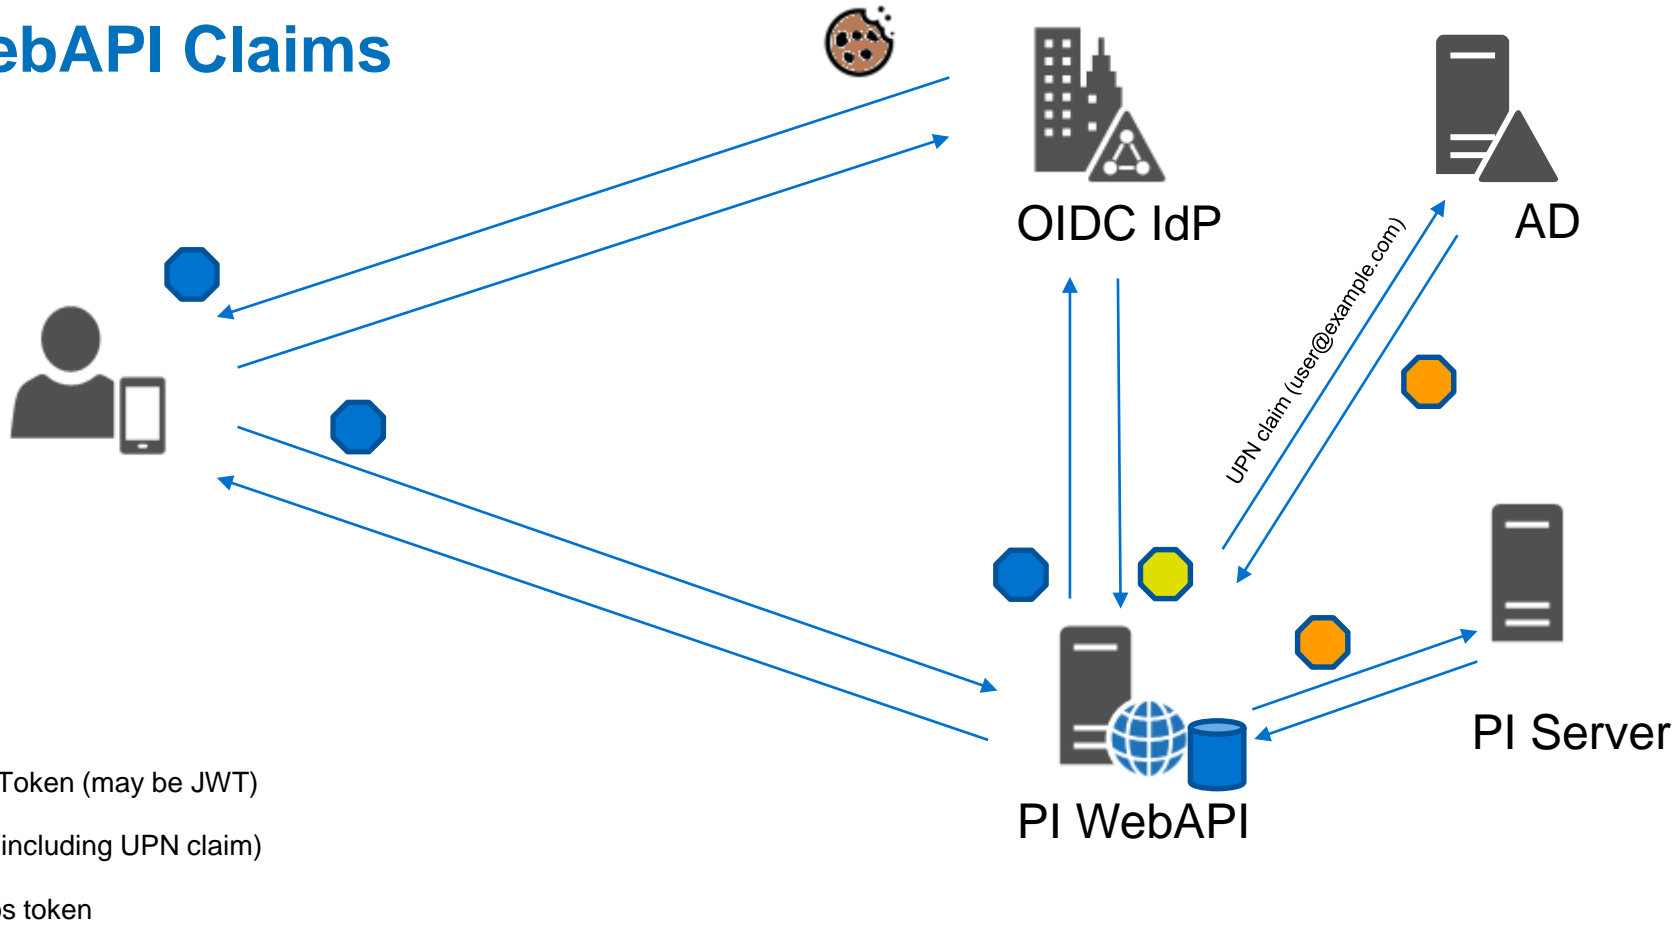 ebAPI Claims
OIDC IdP
AD
UPN claim (user@example.com)
PI Server
PI WebAPI
Token (may be JWT)
including UPN claim)
os token